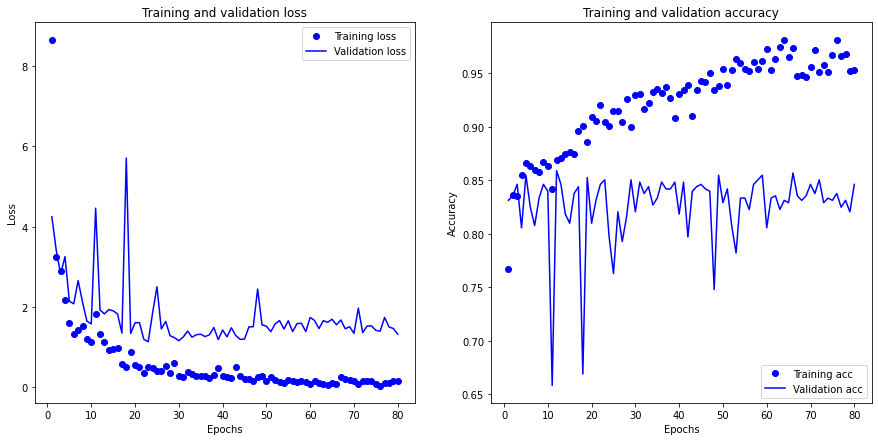 Training and validation loss
Training loss
Validation loss
8
6
4
2
0
Loss
0 10 20 30 40 50 60 70 80
Epochs
Training and validation accuracy
0.95
0.90
0.85
0.80
0.75
0.70
0.65
Accuracy
Training acc
Validation acc
0 10 20 30 40 50 60 70 80
Epochs